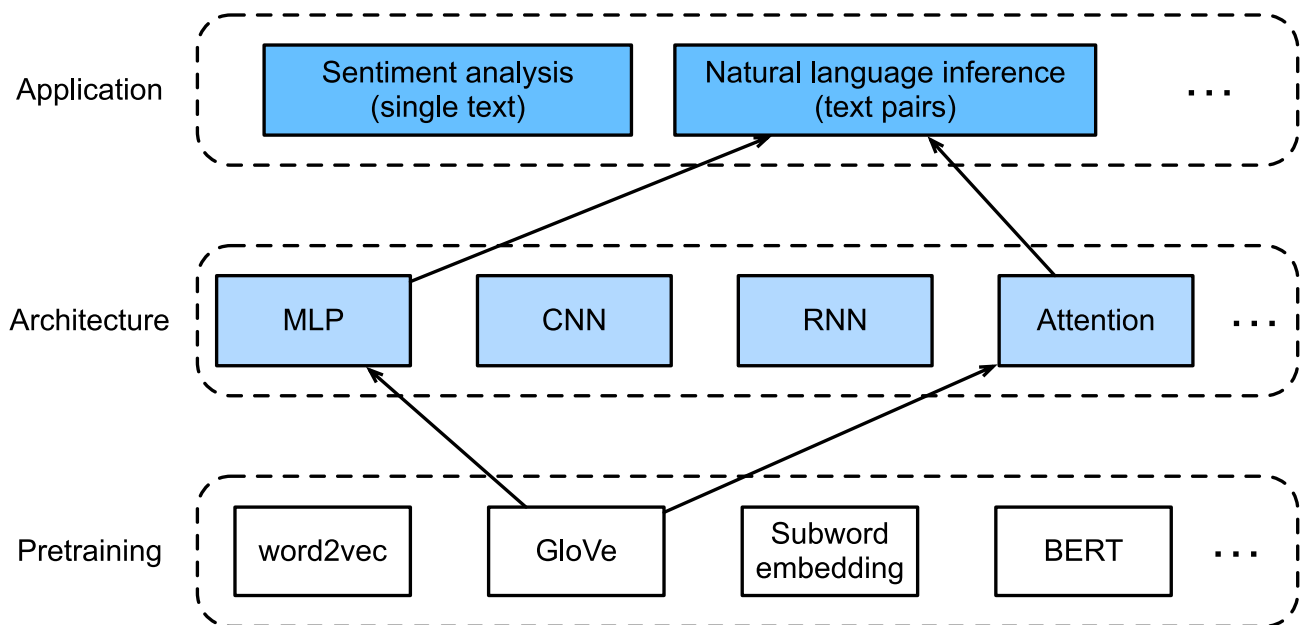 Application
Sentiment analysis
(single text)
Natural language inference
(text pairs)
...
Architecture
MLP
CNN
RNN
Attention
...
Pretraining
word2vec
GloVe
Subword
embedding
BERT
...